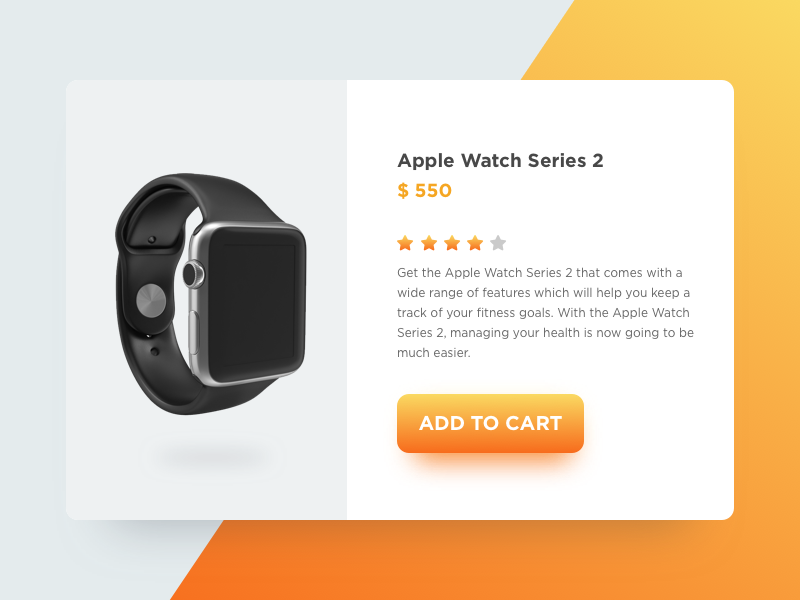 Apple Watch Series 2
$ 550
Get the Apple Watch Series 2 that comes with a
wide range of features which will help you keep a
track of your fitness goals. With the Apple Watch
Series 2, managing your health is now going to be
much easier.
ADD TO CART